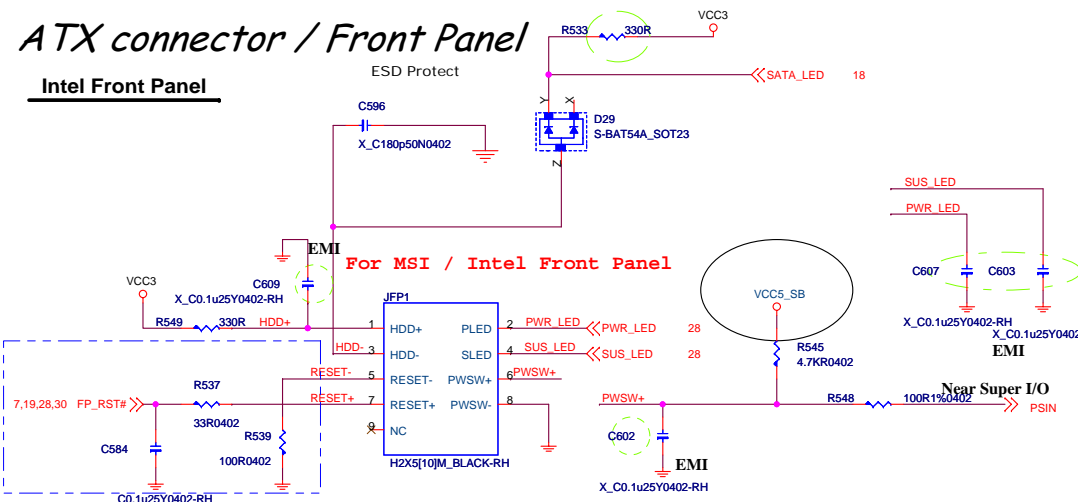 ATX connector / Front Panel
Intel Front Panel
ESD Protect
R533
330R
VCC3
SATA_LED
18
Y
X
D29
S-BAT54A_SOT23
Z
C596
X_C180p50N0402
SUS_LED
PWR_LED
C607
C603
X_C0.1u25Y0402-RH
X_C0.1u25Y0402
EMI
EMI
For MSI / Intel Front Panel
VCC3
C609
X_C0.1u25Y0402-RH
R549
330R
HDD+
HDD-
JFP1
1
HDD+
PLED
2
PWR_LED
PWR_LED
28
3
HDD-
SLED
4
SUS_LED
SUS_LED
28
5
RESET-
PWSW+
6
PWSW+
7
RESET+
PWSW-
8
9
NC
H2X5[10]M_BLACK-RH
RESET-
RESET+
7,19,28,30
FP_RST#
R537
33R0402
R539
100R0402
C584
C0.1u25Y0402-RH
VCC5_SB
R545
4.7KR0402
Near Super I/O
PWSW+
R548
100R1%0402
PSIN
C602
EMI
X_C0.1u25Y0402-RH